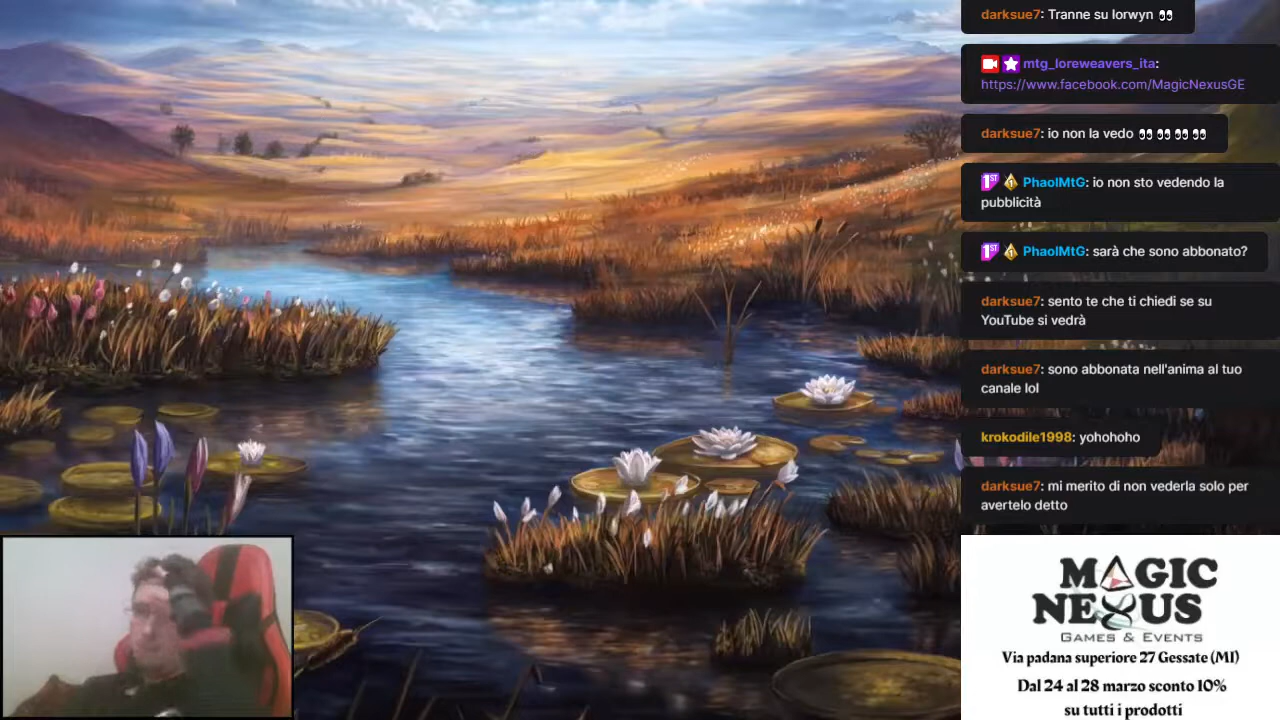 darksue7: Tranne su lorwyn 👀
mtg_loreweavers_ita:
https://www.facebook.com/MagicNexusGE
darksue7: io non la vedo 👀👀👀👀
1ST 1 PhaolMtG: io non sto vedendo la
pubblicità
1ST 1 PhaolMtG: sarà che sono abbonato?
darksue7: sento te che ti chiedi se su
YouTube si vedrà
darksue7: sono abbonata nell'anima al tuo
canale lol
krokodile1998: yohohoho
darksue7: mi merito di non vederla solo per
avertelo detto
MAGIC
NEXUS
GAMES & EVENTS
Via padana superiore 27 Gessate (MI)
Dal 24 al 28 marzo sconto 10%
su tutti i prodotti